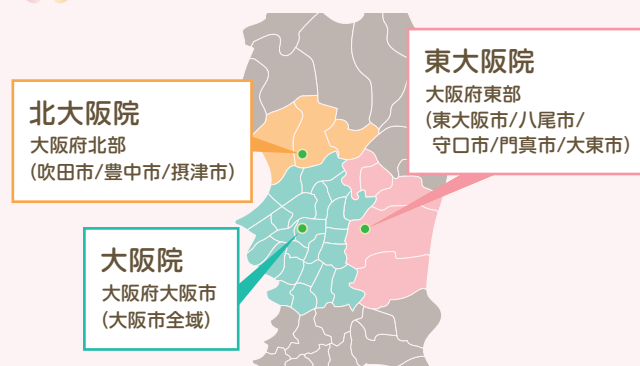 北大阪院
大阪府北部
(吹田市/豊中市/摂津市)
東大阪院
大阪府東部
(東大阪市/八尾市/
守口市/門真市/大東市)
大阪院
大阪府大阪市
(大阪市全域)